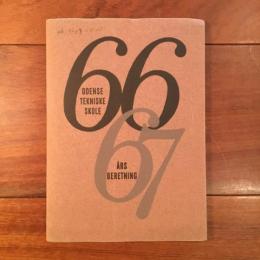 66
ODENSE
TEKNISKE
SKOLE
67
ÅRS
BERETNING